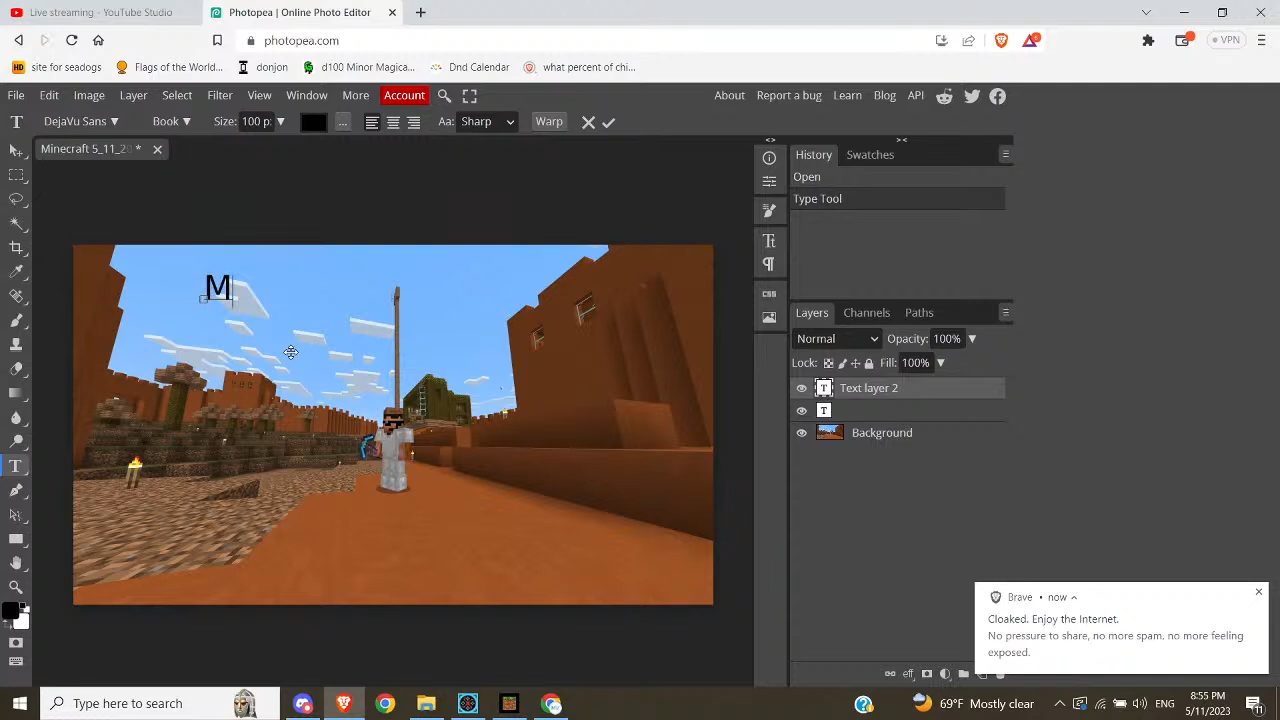 Live streaming - YouTube Studio
Photopea | Online Photo Editor
photopea.com
VPN
site for seadogs
Flags of the World...
donjon
d100 Minor Magica...
Dnd Calendar
what percent of chi...
File Edit Image Layer Select Filter View Window More Account
About Report a bug Learn Blog API
DejaVu Sans Book Size: 100 p: ... Aa: Sharp Warp
Minecraft 5_11_20 *
M
< >
> <
History Swatches
Open
Type Tool
CSS
Layers Channels Paths
Normal Opacity: 100%
Lock: Fill: 100%
Text layer 2
Background
eff
Brave • now
Cloaked. Enjoy the Internet.
No pressure to share, no more spam, no more feeling
exposed.
Type here to search
69°F Mostly clear
8:55 PM
5/11/2023